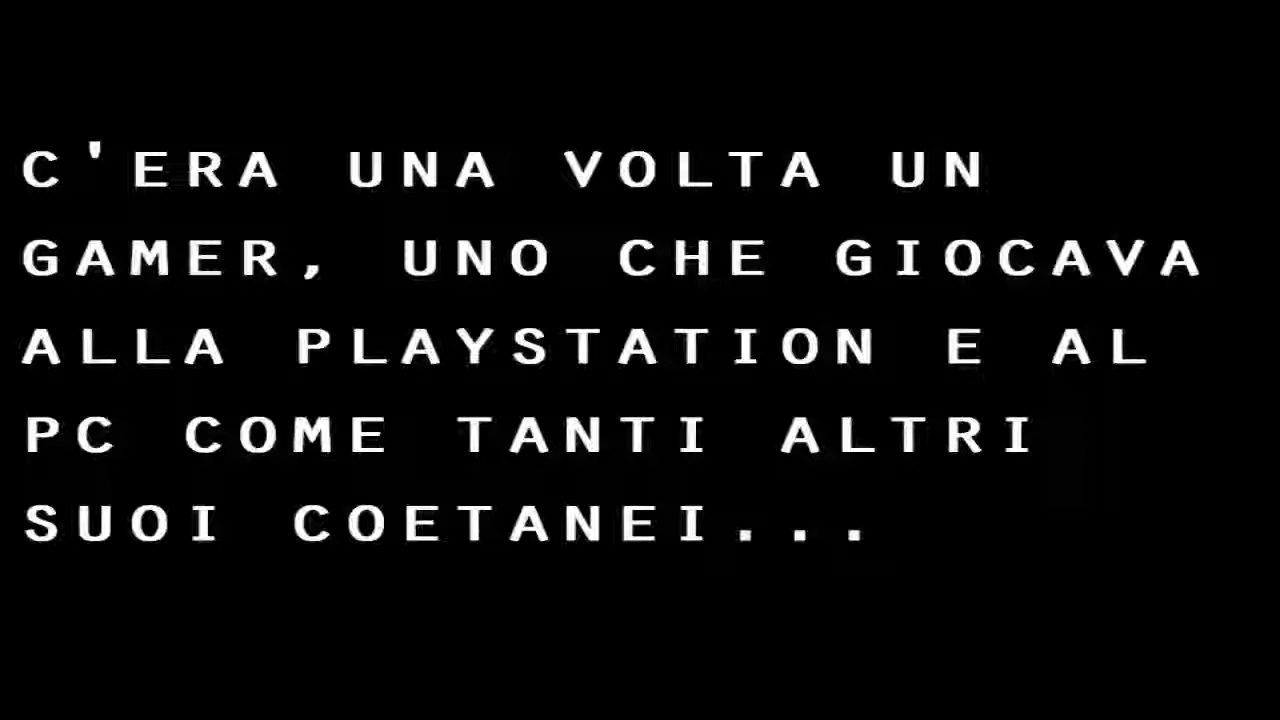 C'ERA UNA VOLTA UN
GAMER, UNO CHE GIOCAVA
ALLA PLAYSTATION E AL
PC COME TANTI ALTRI
SUOI COETANEI...